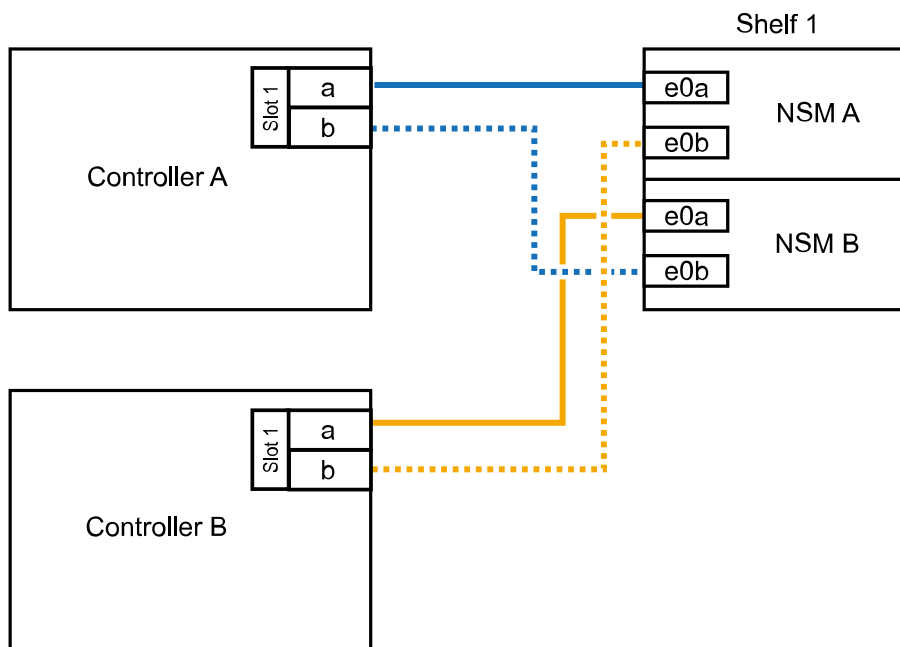 Shelf 1
Slot 1
a
b
Controller A
e0a
e0b
NSM A
e0a
e0b
NSM B
Slot 1
a
b
Controller B